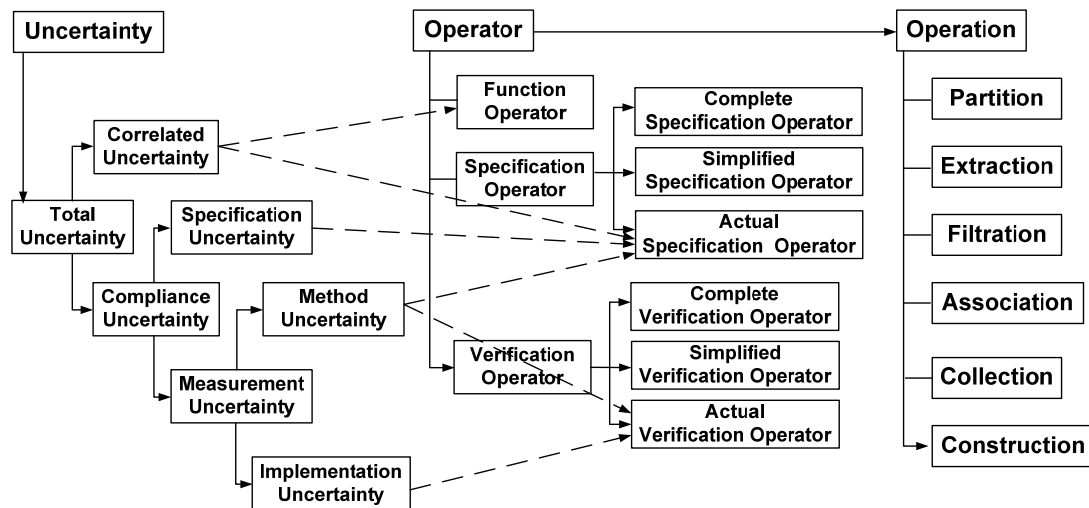 Uncertainty
Operator
Operation
Function
Operator
Complete
Specification Operator
Partition
Correlated
Uncertainty
Specification
Operator
Simplified
Specification Operator
Extraction
Total
Uncertainty
Specification
Uncertainty
Actual
Specification Operator
Filtration
Compliance
Uncertainty
Method
Uncertainty
Complete
Verification Operator
Association
Measurement
Uncertainty
Verification
Operator
Simplified
Verification Operator
Collection
Actual
Verification Operator
Construction
Implementation
Uncertainty